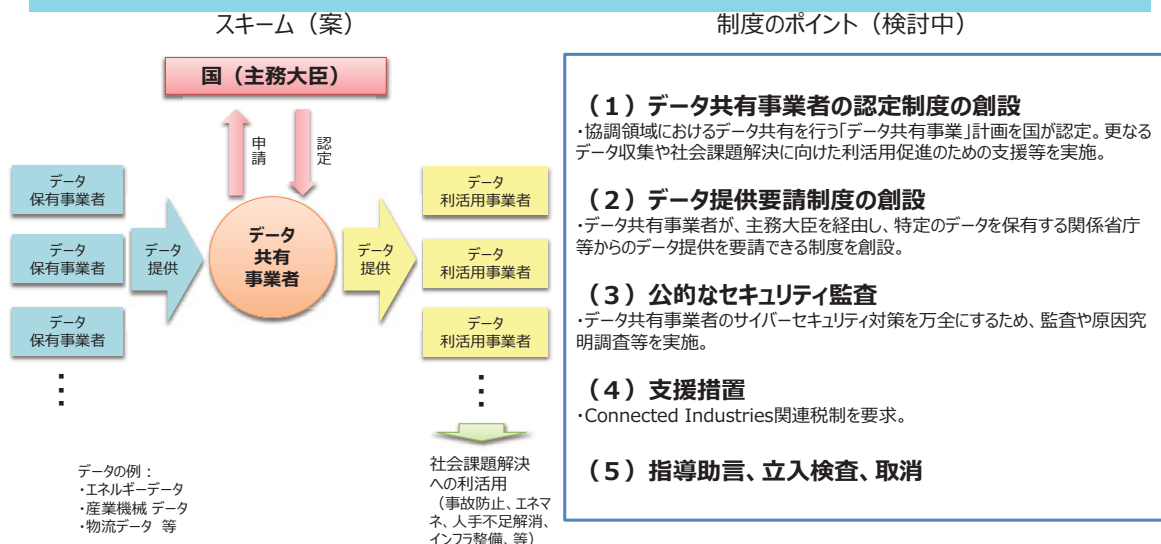 スキーム（案）
国（主務大臣）
申請
認定
データ
保有事業者
データ
保有事業者
データ
保有事業者
データ
提供
データ
共有
事業者
データ
提供
データ
利活用事業者
データ
利活用事業者
データ
利活用事業者
データの例：
・エネルギーデータ
・産業機械 データ
・物流データ 等
社会課題解決
への利活用
（事故防止、エネマ
ネ、人手不足解消、
インフラ整備、等）
制度のポイント（検討中）
（１）データ共有事業者の認定制度の創設
・協調領域におけるデータ共有を行う「データ共有事業」計画を国が認定。更なる
データ収集や社会課題解決に向けた利活用促進のための支援等を実施。
（２）データ提供要請制度の創設
・データ共有事業者が、主務大臣を経由し、特定のデータを保有する関係省庁
等からのデータ提供を要請できる制度を創設。
（３）公的なセキュリティ監査
・データ共有事業者のサイバーセキュリティ対策を万全にするため、監査や原因究
明調査等を実施。
（４）支援措置
・Connected Industries関連税制を要求。
（５）指導助言、立入検査、取消